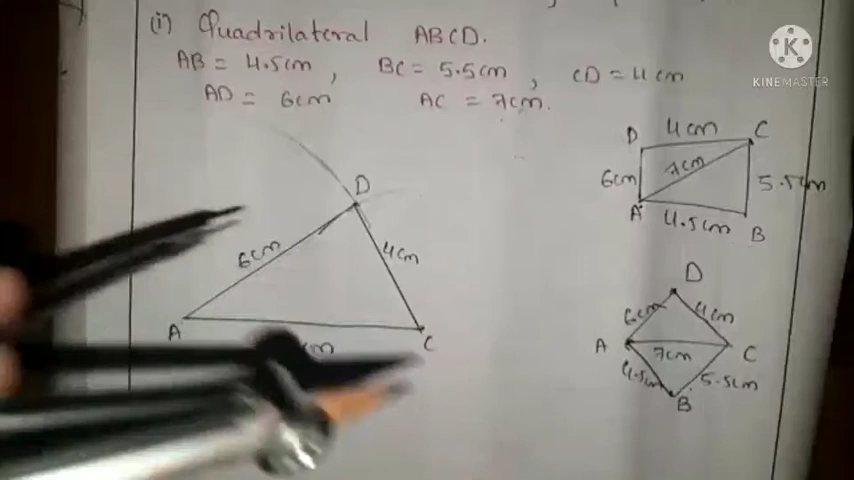 (i) Quadrilateral ABCD.
AB = 4.5cm, BC = 5.5cm, CD = 4cm
AD = 6cm AC = 7cm.
K
KINEMASTER
D 4cm C
6cm 7cm 5.5cm
A 4.5cm B
D
6cm 4cm
A 7cm C
4.5cm 5.5cm
B
D
6cm 4cm
A C
cm